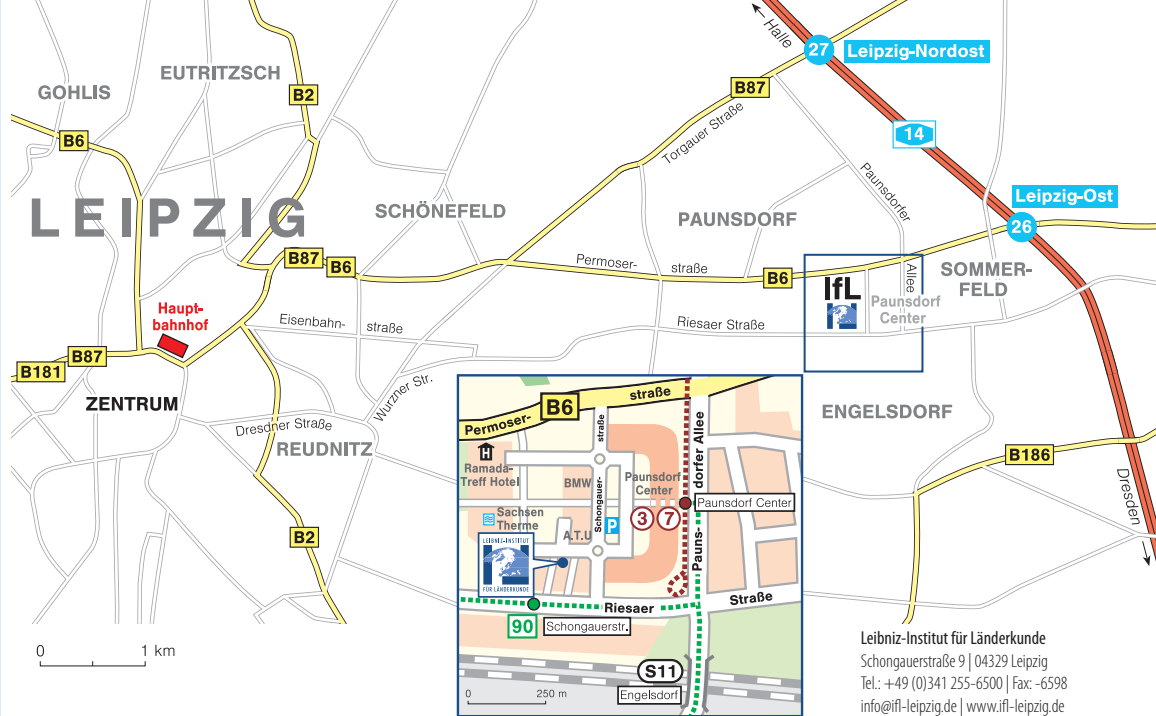 Halle
27
Leipzig-Nordost
EUTRITZSCH
GOHLIS
B2
B87
B6
Torgauer Straße
14
Paunsdorfer
Allee
Leipzig-Ost
26
LEIPZIG
SCHÖNEFELD
PAUNSDORF
B87
B6
Permoser-
straße
B6
SOMMER-
FELD
IfL
Paunsdorf
Center
Haupt-
bahnhof
Eisenbahn-
straße
Riesaer Straße
B181
B87
ZENTRUM
Wurzner Str.
Dresdner Straße
REUDNITZ
ENGELSDORF
B186
Dresden
B2
Permoser-
B6
straße
H
Ramada-
Treff Hotel
BMW
Schongauer-
straße
Paunsdorf
Center
Pauns-
dorfer Allee
Paunsdorf Center
3
7
Sachsen
Therme
P
A.T.U
LEIBNIZ-INSTITUT
FÜR LÄNDERKUNDE
Riesaer
Straße
90
Schongauerstr.
S11
Engelsdorf
0
250 m
0
1 km
Leibniz-Institut für Länderkunde
Schongauerstraße 9 | 04329 Leipzig
Tel.: +49 (0)341 255-6500 | Fax: -6598
info@ifl-leipzig.de | www.ifl-leipzig.de